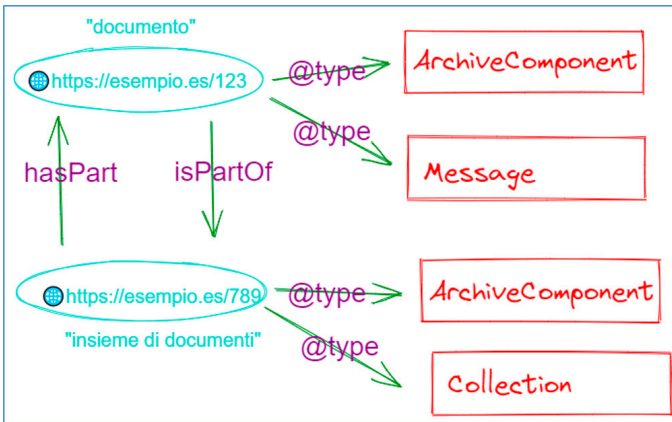 "documento"
https://esempio.es/123
@type
ArchiveComponent
@type
Message
hasPart
isPartOf
https://esempio.es/789
@type
ArchiveComponent
"insieme di documenti"
@type
Collection